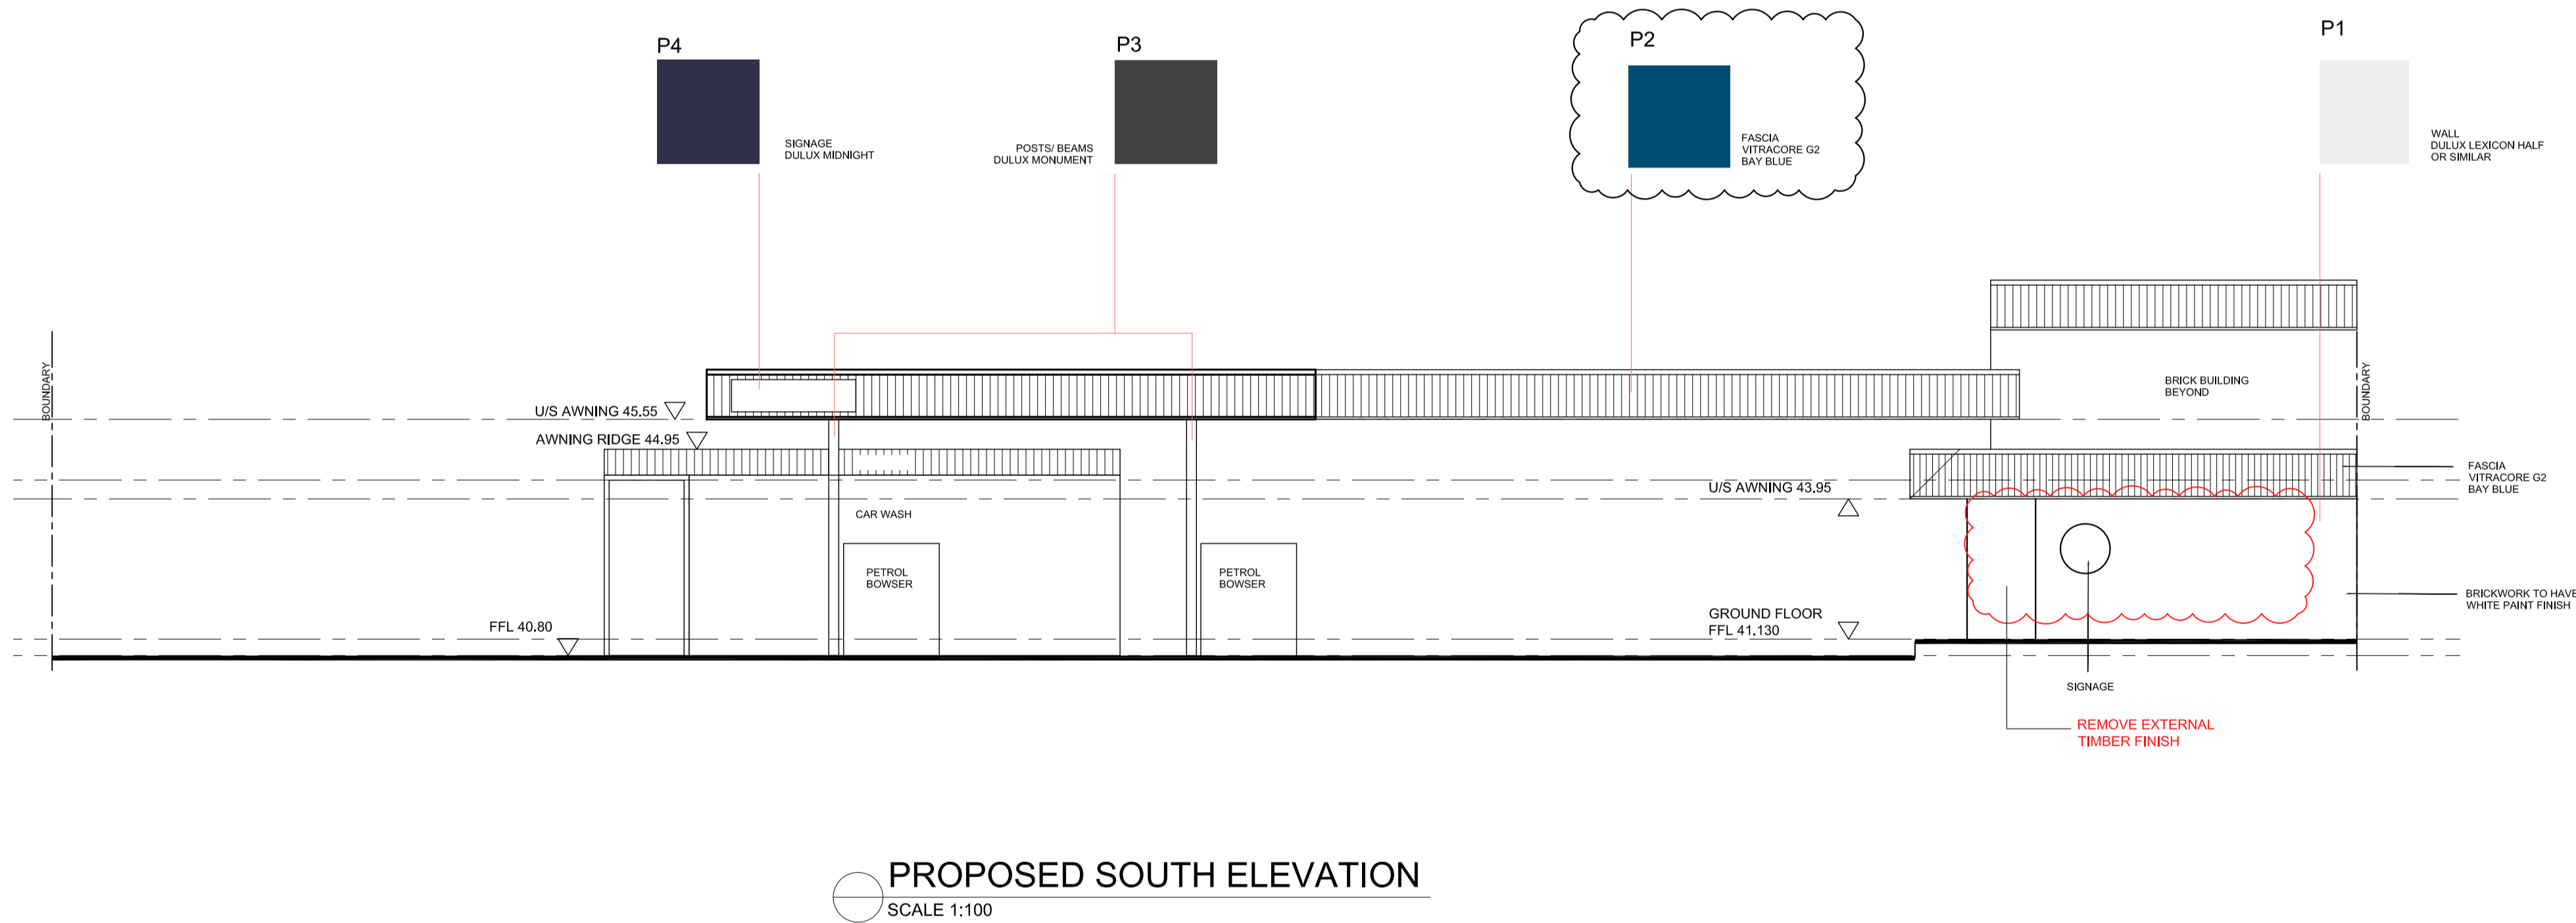 P4
SIGNAGE
DULUX MIDNIGHT
P3
POSTS/ BEAMS
DULUX MONUMENT
P2
FASCIA
VITRACORE G2
BAY BLUE
P1
WALL
DULUX LEXICON HALF
OR SIMILAR
BOUNDARY
U/S AWNING 45.55
AWNING RIDGE 44.95
CAR WASH
PETROL
BOWSER
PETROL
BOWSER
FFL 40.80
U/S AWNING 43.95
GROUND FLOOR
FFL 41.130
BRICK BUILDING
BEYOND
BOUNDARY
FASCIA
VITRACORE G2
BAY BLUE
BRICKWORK TO HAVE
WHITE PAINT FINISH
SIGNAGE
REMOVE EXTERNAL
TIMBER FINISH
PROPOSED SOUTH ELEVATION
SCALE 1:100